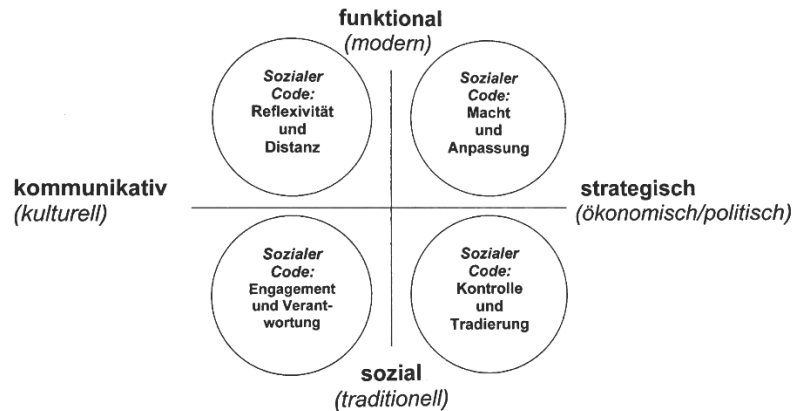 funktional
(modern)
Sozialer
Code:
Reflexivität
und
Distanz
Sozialer
Code:
Macht
und
Anpassung
kommunikativ
(kulturell)
strategisch
(ökonomisch/politisch)
Sozialer
Code:
Engagement
und Verant-
wortung
Sozialer
Code:
Kontrolle
und
Tradierung
sozial
(traditionell)